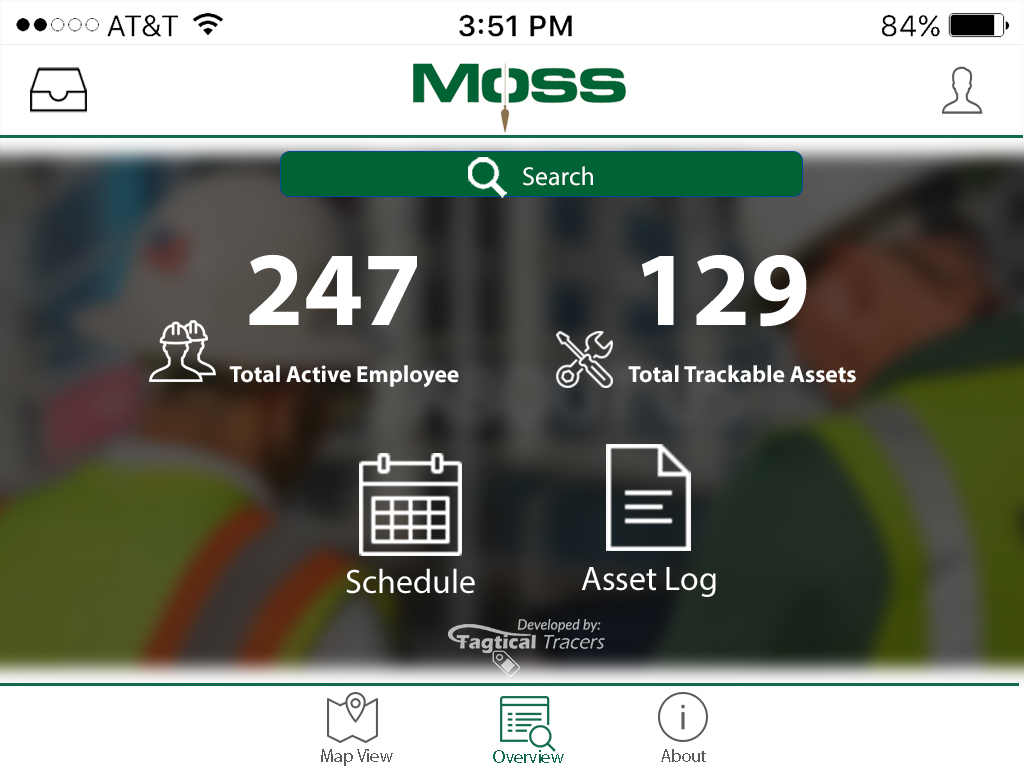 AT&T 3:51 PM 84%
Moss
Search
247 129
Total Active Employee Total Trackable Assets
Schedule Asset Log
Developed by:
Tagtical Tracers
Map View Overview About